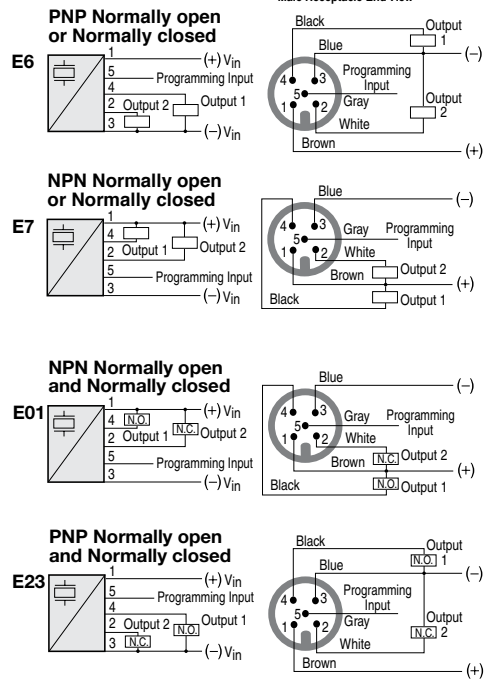 PNP Normally open
or Normally closed
E6
1
(+) Vin
5
Programming Input
4
2 Output 2
Output 1
3
(−) Vin
Black
Output
1
Blue
(−)
4
3
Programming
Input
5
Gray
Output
2
1
2
White
Brown
(+)
NPN Normally open
or Normally closed
E7
1
(+) Vin
4
2 Output 1
Output 2
5
Programming Input
3
(−) Vin
Blue
(−)
4
3
Gray
Programming
Input
5
White
1
2
Brown
Output 2
(+)
Black
Output 1
NPN Normally open
and Normally closed
E01
1
(+) Vin
4
N.O.
N.C.
2 Output 1
Output 2
5
Programming Input
3
(−) Vin
Blue
(−)
4
3
Gray
Programming
Input
5
White
1
2
Brown
N.C. Output 2
(+)
Black
N.O. Output 1
PNP Normally open
and Normally closed
E23
1
(+) Vin
5
Programming Input
4
2 Output 2
N.O.
Output 1
3
N.C.
(−) Vin
Black
Output
N.O. 1
Blue
(−)
4
3
Programming
Input
5
Gray
Output
N.C. 2
1
2
White
Brown
(+)